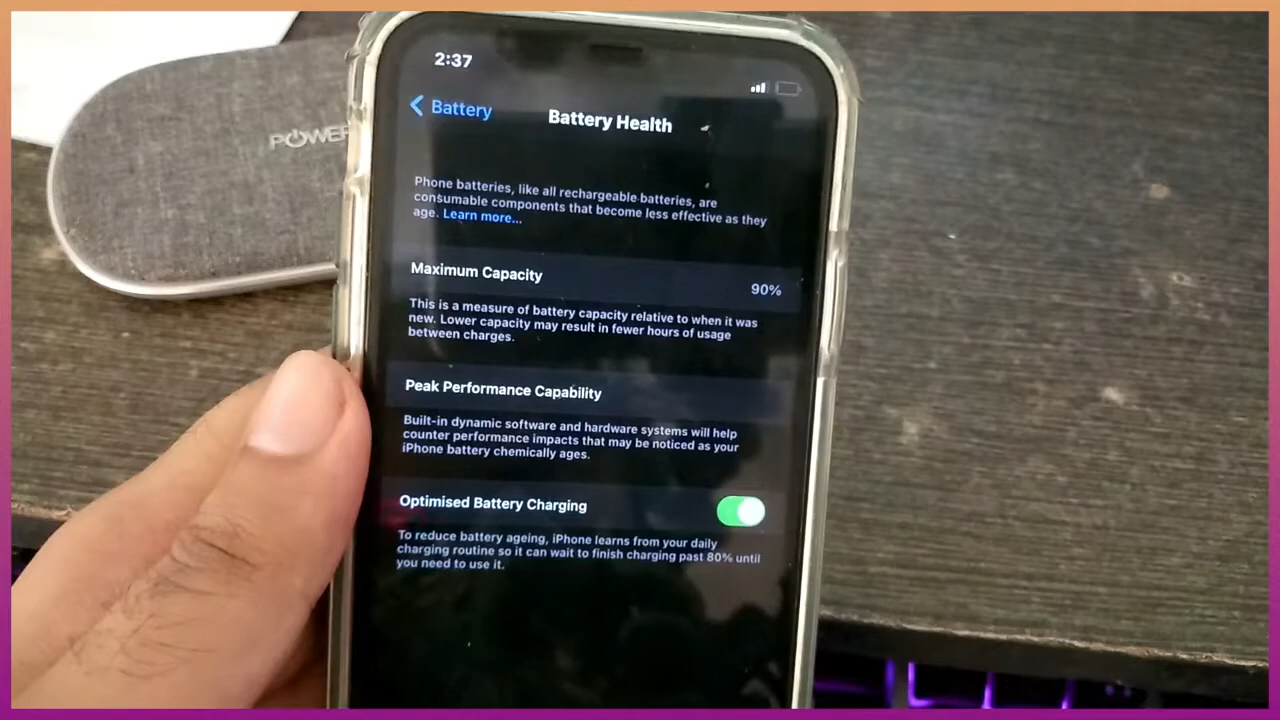 2:37
Battery
Battery Health
POWER
Phone batteries, like all rechargeable batteries, are
consumable components that become less effective as they
age. Learn more...
Maximum Capacity
90%
This is a measure of battery capacity relative to when it was
new. Lower capacity may result in fewer hours of usage
between charges.
Peak Performance Capability
Built-in dynamic software and hardware systems will help
counter performance impacts that may be noticed as your
iPhone battery chemically ages.
Optimised Battery Charging
To reduce battery ageing, iPhone learns from your daily
charging routine so it can wait to finish charging past 80% until
you need to use it.